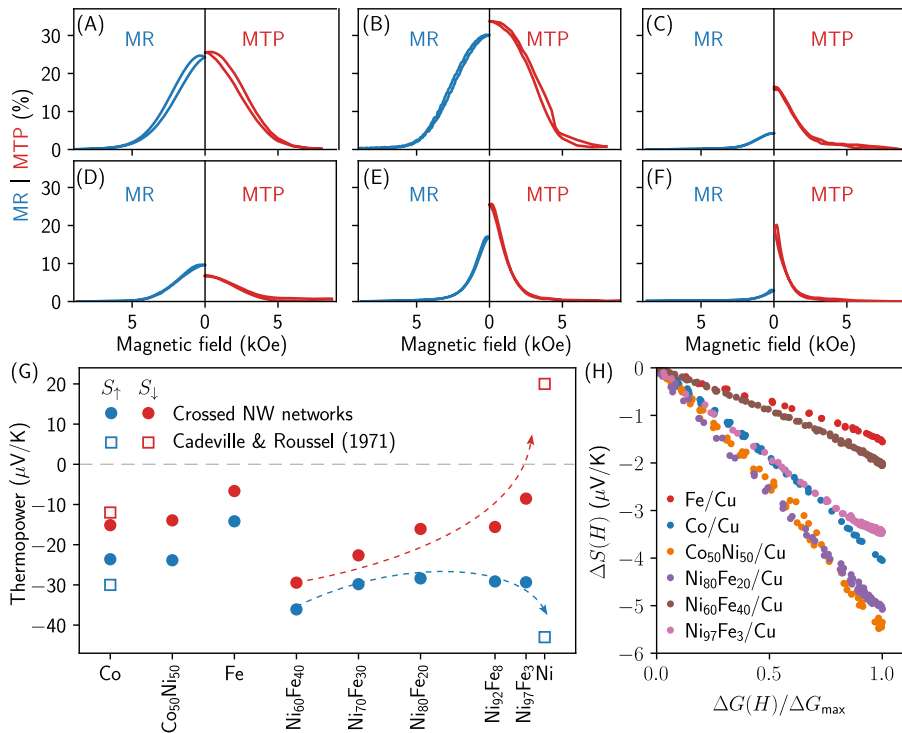 (A) MR MTP
(B) MR MTP
(C) MR MTP
30
20
10
0
MR | MTP (%)
(D) MR MTP
(E) MR MTP
(F) MR MTP
30
20
10
0
5 0 5
5 0 5
5 0 5
Magnetic field (kOe)
Magnetic field (kOe)
Magnetic field (kOe)
(G)
S↑ S↓
Crossed NW networks
Cadeville & Roussel (1971)
Thermopower (μV/K)
20
10
0
−10
−20
−30
−40
Co
Co₅₀Ni₅₀
Fe
Ni₆₀Fe₄₀
Ni₇₀Fe₃₀
Ni₈₀Fe₂₀
Ni₉₂Fe₈
Ni₉₇Fe₃
Ni
(H)
ΔS(H) (μV/K)
0
−1
−2
−3
−4
−5
−6
Fe/Cu
Co/Cu
Co₅₀Ni₅₀/Cu
Ni₈₀Fe₂₀/Cu
Ni₆₀Fe₄₀/Cu
Ni₉₇Fe₃/Cu
0.0 0.5 1.0
ΔG(H)/ΔGₘₐₓ